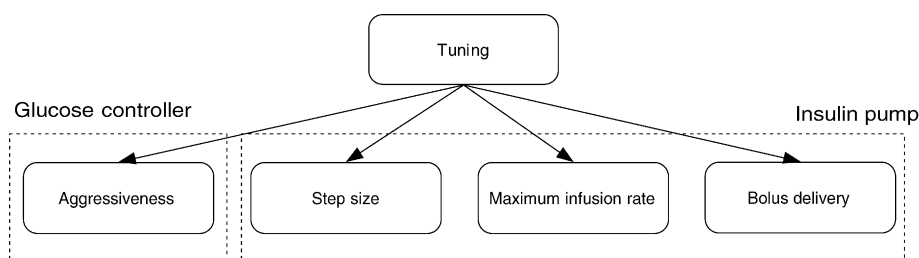 Tuning
Glucose controller
Insulin pump
Aggressiveness
Step size
Maximum infusion rate
Bolus delivery